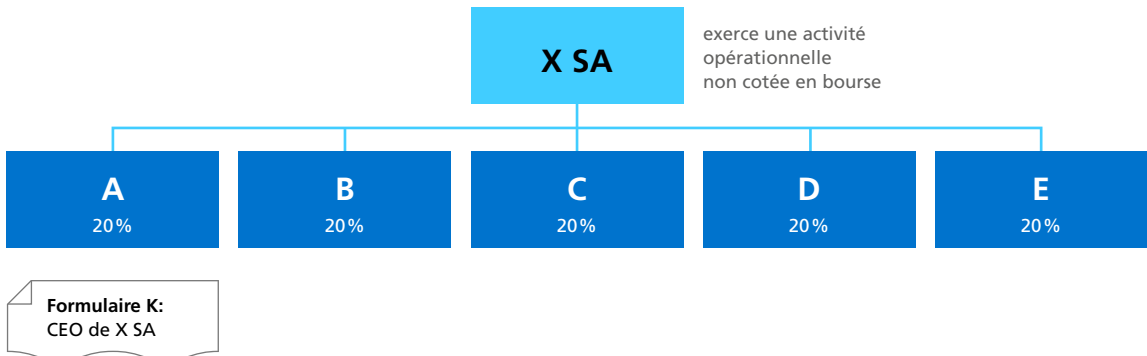 X SA
exerce une activité
opérationnelle
non cotée en bourse
A
20%
B
20%
C
20%
D
20%
E
20%
Formulaire K:
CEO de X SA